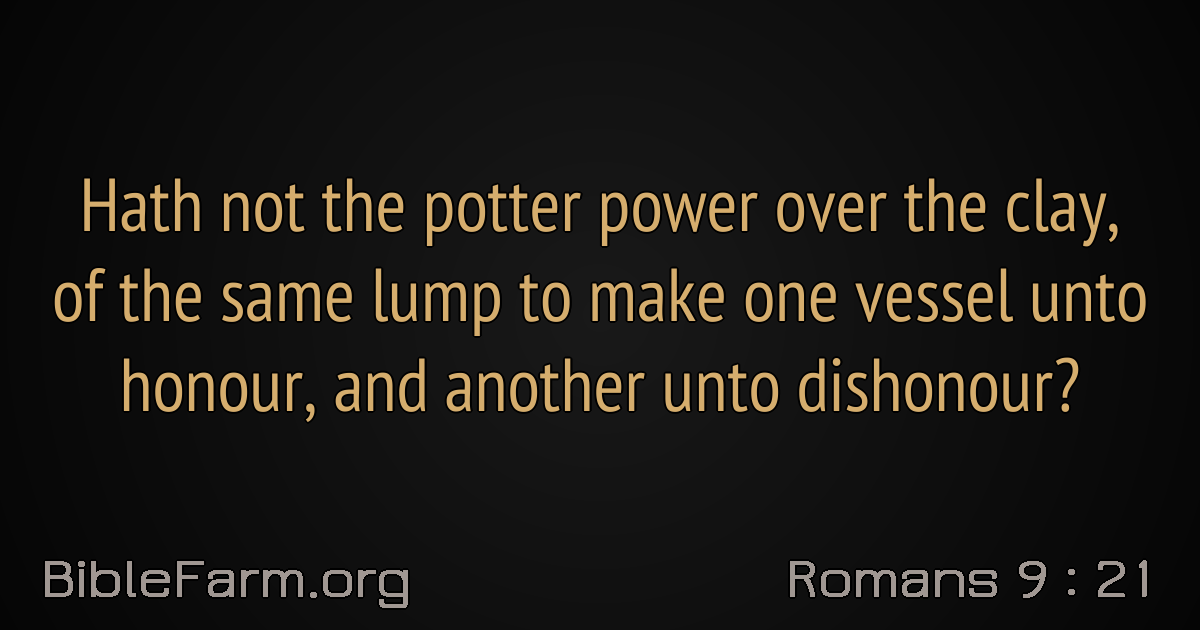 Hath not the potter power over the clay,
of the same lump to make one vessel unto
honour, and another unto dishonour?
BibleFarm.org
Romans 9 : 21